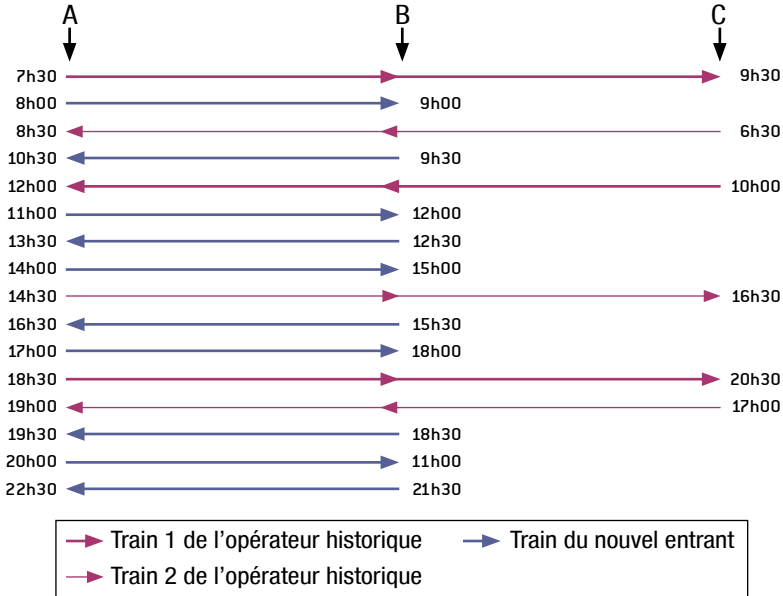 A B C
7h30 9h30
8h00 9h00
8h30 6h30
10h30 9h30
12h00 10h00
11h00 12h00
13h30 12h30
14h00 15h00
14h30 16h30
16h30 15h30
17h00 18h00
18h30 20h30
19h00 17h00
19h30 18h30
20h00 11h00
22h30 21h30
Train 1 de l’opérateur historique Train du nouvel entrant
Train 2 de l’opérateur historique